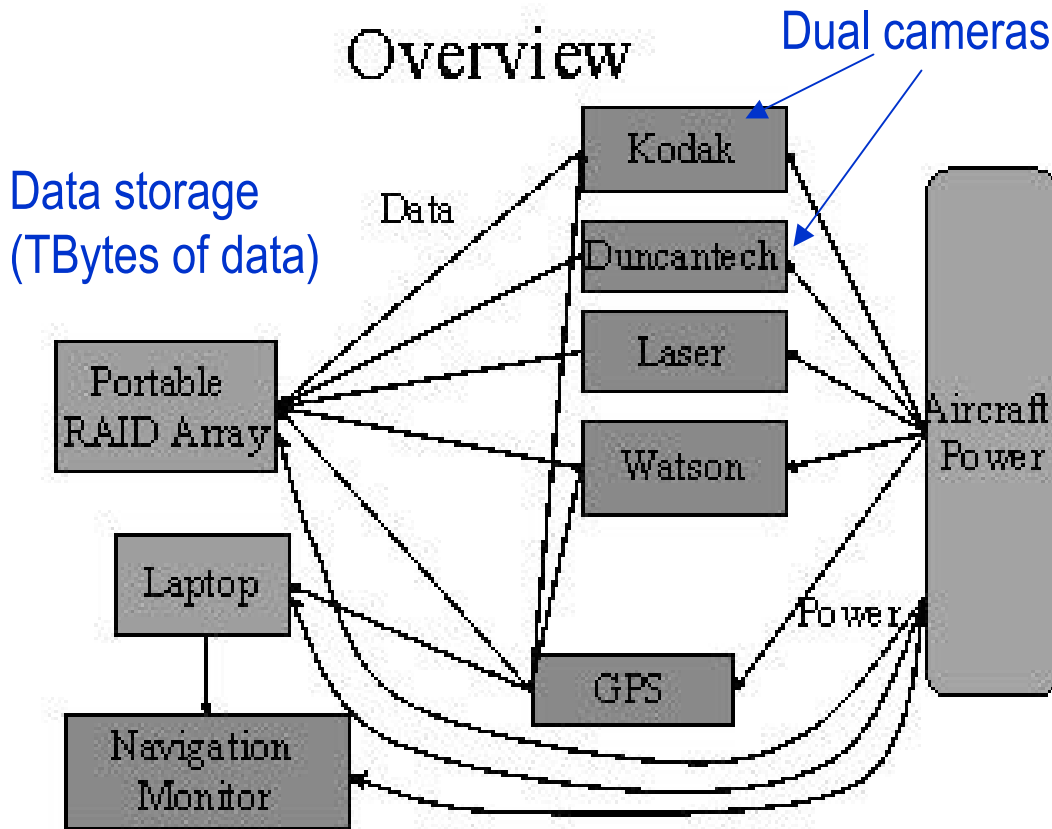 Overview
Dual cameras
Kodak
Data storage
(TBytes of data)
Data
Duncantech
Laser
Portable
RAID Array
Aircraft
Power
Watson
Laptop
Power
GPS
Navigation
Monitor